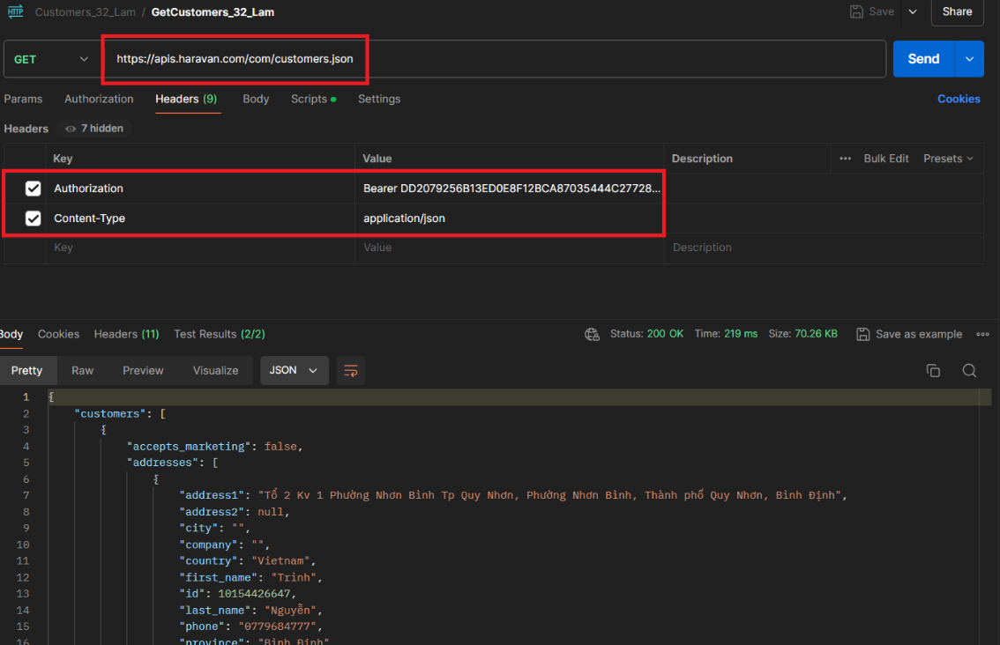 HTTP Customers_32_Lam / GetCustomers_32_Lam Save Share
GET https://apis.haravan.com/com/customers.json Send
Params Authorization Headers (9) Body Scripts Settings Cookies
Headers 7 hidden
Key Value Description ••• Bulk Edit Presets
Authorization Bearer DD2079256B13ED0E8F12BCA87035444C27728...
Content-Type application/json
Key Value Description
Body Cookies Headers (11) Test Results (2/2) Status: 200 OK Time: 219 ms Size: 70.26 KB Save as example
Pretty Raw Preview Visualize JSON
1 {
2 "customers": [
3 {
4 "accepts_marketing": false,
5 "addresses": [
6 {
7 "address1": "Tổ 2 Kv 1 Phường Nhơn Bình Tp Quy Nhơn, Phường Nhơn Bình, Thành phố Quy Nhơn, Bình Định",
8 "address2": null,
9 "city": "",
10 "company": "",
11 "country": "Vietnam",
12 "first_name": "Trinh",
13 "id": 10154426647,
14 "last_name": "Nguyễn",
15 "phone": "0779684777",
16 "province": "Bình Định"